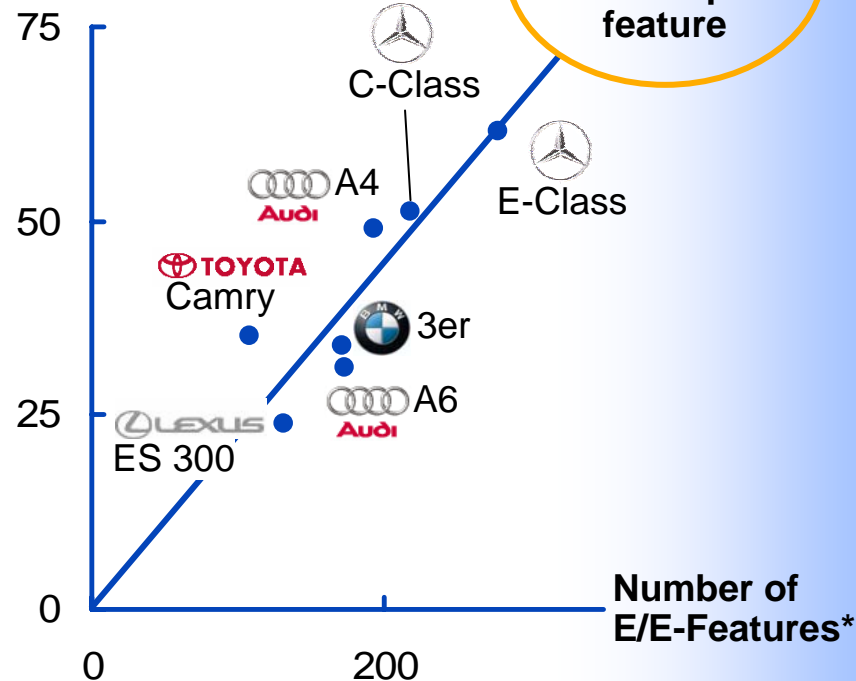 feature
75
C-Class
A4
Audi
E-Class
50
TOYOTA
Camry
BMW
3er
A6
Audi
25
LEXUS
ES 300
0
Number of
E/E-Features*
0
200